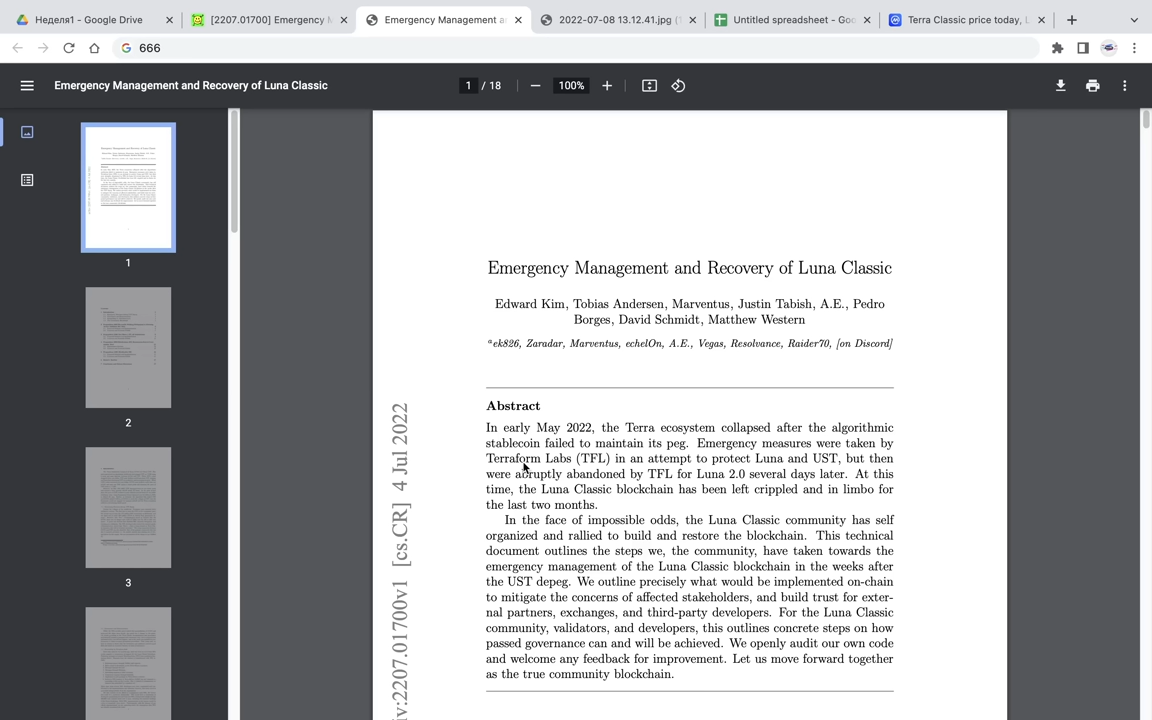 Неделя1 - Google Drive
[2207.01700] Emergency M
Emergency Management a
2022-07-08 13.12.41.jpg (1
Untitled spreadsheet - Goo
Terra Classic price today, L
666
Emergency Management and Recovery of Luna Classic
1 / 18
100%
1
2
3
Emergency Management and Recovery of Luna Classic
Edward Kim, Tobias Andersen, Marventus, Justin Tabish, A.E., Pedro
Borges, David Schmidt, Matthew Western
aek826, Zaradar, Marventus, echelOn, A.E., Vegas, Resolvance, Raider70, [on Discord]
Abstract
In early May 2022, the Terra ecosystem collapsed after the algorithmic
stablecoin failed to maintain its peg. Emergency measures were taken by
Terraform Labs (TFL) in an attempt to protect Luna and UST, but then
were abruptly abandoned by TFL for Luna 2.0 several days later. At this
time, the Luna Classic blockchain has been left crippled and in limbo for
the last two months.
In the face of impossible odds, the Luna Classic community has self
organized and rallied to build and restore the blockchain. This technical
document outlines the steps we, the community, have taken towards the
emergency management of the Luna Classic blockchain in the weeks after
the UST depeg. We outline precisely what would be implemented on-chain
to mitigate the concerns of affected stakeholders, and build trust for exter-
nal partners, exchanges, and third-party developers. For the Luna Classic
community, validators, and developers, this outlines concrete steps on how
passed governance can and will be achieved. We openly audit our own code
and welcome any feedback for improvement. Let us move forward together
as the true community blockchain.
iv:2207.01700v1 [cs.CR] 4 Jul 2022